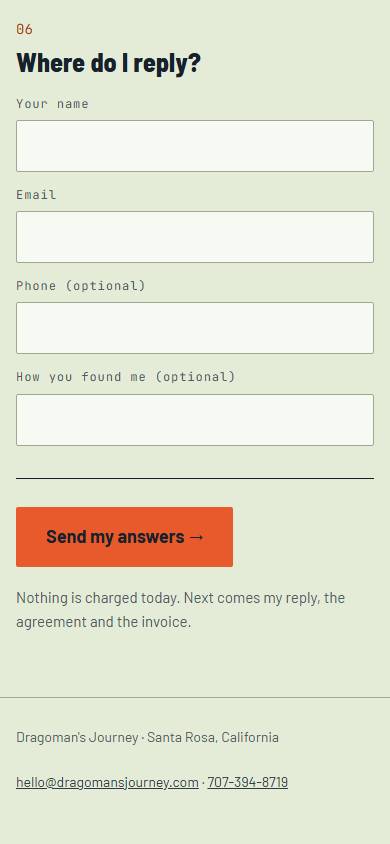 06
Where do I reply?
Your name
Email
Phone (optional)
How you found me (optional)
Send my answers →
Nothing is charged today. Next comes my reply, the
agreement and the invoice.
Dragoman's Journey · Santa Rosa, California
hello@dragomansjourney.com · 707-394-8719